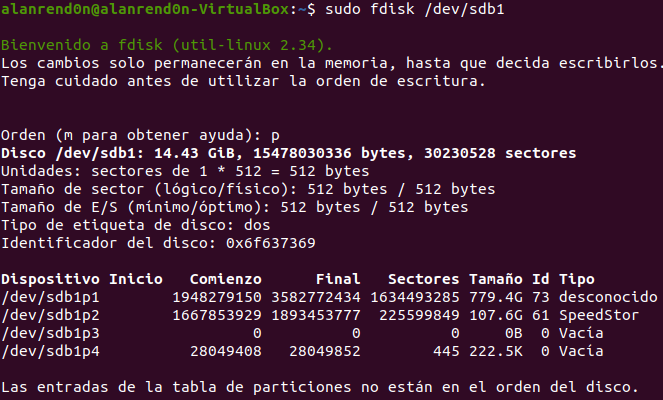 alanrend0n@alanrend0n-VirtualBox:~$ sudo fdisk /dev/sdb1
Bienvenido a fdisk (util-linux 2.34).
Los cambios solo permanecerán en la memoria, hasta que decida escribirlos.
Tenga cuidado antes de utilizar la orden de escritura.
Orden (m para obtener ayuda): p
Disco /dev/sdb1: 14.43 GiB, 15478030336 bytes, 30230528 sectores
Unidades: sectores de 1 * 512 = 512 bytes
Tamaño de sector (lógico/físico): 512 bytes / 512 bytes
Tamaño de E/S (mínimo/óptimo): 512 bytes / 512 bytes
Tipo de etiqueta de disco: dos
Identificador del disco: 0x6f637369
Dispositivo Inicio Comienzo Final Sectores Tamaño Id Tipo
/dev/sdb1p1 1948279150 3582772434 1634493285 779.4G 73 desconocido
/dev/sdb1p2 1667853929 1893453777 225599849 107.6G 61 SpeedStor
/dev/sdb1p3 0 0 0 0B 0 Vacía
/dev/sdb1p4 28049408 28049852 445 222.5K 0 Vacía
Las entradas de la tabla de particiones no están en el orden del disco.